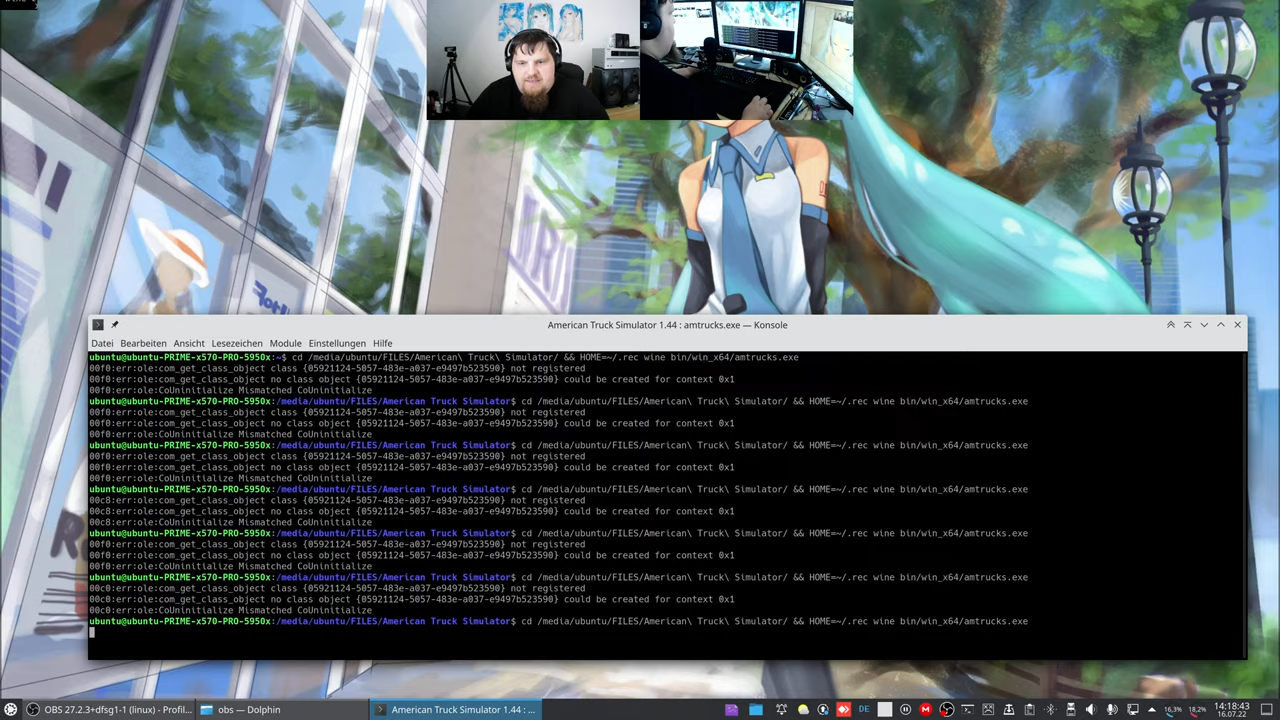 American Truck Simulator 1.44 : amtrucks.exe — Konsole
Datei Bearbeiten Ansicht Lesezeichen Module Einstellungen Hilfe
ubuntu@ubuntu-PRIME-x570-PRO-5950x:~$ cd /media/ubuntu/FILES/American\ Truck\ Simulator/ && HOME=~/.rec wine bin/win_x64/amtrucks.exe
00f0:err:ole:com_get_class_object class {05921124-5057-483e-a037-e9497b523590} not registered
00f0:err:ole:com_get_class_object no class object {05921124-5057-483e-a037-e9497b523590} could be created for context 0x1
00f0:err:ole:CoUninitialize Mismatched CoUninitialize
ubuntu@ubuntu-PRIME-x570-PRO-5950x:/media/ubuntu/FILES/American Truck Simulator$ cd /media/ubuntu/FILES/American\ Truck\ Simulator/ && HOME=~/.rec wine bin/win_x64/amtrucks.exe
00f0:err:ole:com_get_class_object class {05921124-5057-483e-a037-e9497b523590} not registered
00f0:err:ole:com_get_class_object no class object {05921124-5057-483e-a037-e9497b523590} could be created for context 0x1
00f0:err:ole:CoUninitialize Mismatched CoUninitialize
ubuntu@ubuntu-PRIME-x570-PRO-5950x:/media/ubuntu/FILES/American Truck Simulator$ cd /media/ubuntu/FILES/American\ Truck\ Simulator/ && HOME=~/.rec wine bin/win_x64/amtrucks.exe
00f0:err:ole:com_get_class_object class {05921124-5057-483e-a037-e9497b523590} not registered
00f0:err:ole:com_get_class_object no class object {05921124-5057-483e-a037-e9497b523590} could be created for context 0x1
00f0:err:ole:CoUninitialize Mismatched CoUninitialize
ubuntu@ubuntu-PRIME-x570-PRO-5950x:/media/ubuntu/FILES/American Truck Simulator$ cd /media/ubuntu/FILES/American\ Truck\ Simulator/ && HOME=~/.rec wine bin/win_x64/amtrucks.exe
00c8:err:ole:com_get_class_object class {05921124-5057-483e-a037-e9497b523590} not registered
00c8:err:ole:com_get_class_object no class object {05921124-5057-483e-a037-e9497b523590} could be created for context 0x1
00c8:err:ole:CoUninitialize Mismatched CoUninitialize
ubuntu@ubuntu-PRIME-x570-PRO-5950x:/media/ubuntu/FILES/American Truck Simulator$ cd /media/ubuntu/FILES/American\ Truck\ Simulator/ && HOME=~/.rec wine bin/win_x64/amtrucks.exe
00f0:err:ole:com_get_class_object class {05921124-5057-483e-a037-e9497b523590} not registered
00f0:err:ole:com_get_class_object no class object {05921124-5057-483e-a037-e9497b523590} could be created for context 0x1
00f0:err:ole:CoUninitialize Mismatched CoUninitialize
ubuntu@ubuntu-PRIME-x570-PRO-5950x:/media/ubuntu/FILES/American Truck Simulator$ cd /media/ubuntu/FILES/American\ Truck\ Simulator/ && HOME=~/.rec wine bin/win_x64/amtrucks.exe
00c0:err:ole:com_get_class_object class {05921124-5057-483e-a037-e9497b523590} not registered
00c0:err:ole:com_get_class_object no class object {05921124-5057-483e-a037-e9497b523590} could be created for context 0x1
00c0:err:ole:CoUninitialize Mismatched CoUninitialize
ubuntu@ubuntu-PRIME-x570-PRO-5950x:/media/ubuntu/FILES/American Truck Simulator$ cd /media/ubuntu/FILES/American\ Truck\ Simulator/ && HOME=~/.rec wine bin/win_x64/amtrucks.exe
OBS 27.2.3+dfsg1-1 (linux) - Profil... obs — Dolphin American Truck Simulator 1.44 : ... DE 16,3% 18,2% 14:18:43
16.07.22